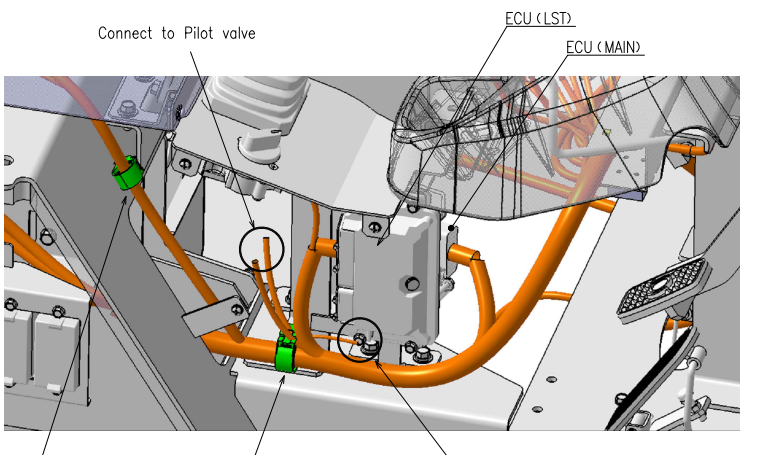 ECU(LST)
Connect to Pilot valve
ECU(MAIN)